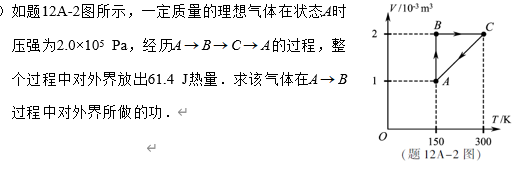 ）如题12A-2图所示，一定质量的理想气体在状态A时
压强为2.0×10⁵ Pa，经历A→B→C→A的过程，整
个过程中对外界放出61.4 J热量．求该气体在A→B
过程中对外界所做的功．
V/10⁻³ m³
2
B
C
1
A
O
150
300
T/K
(题12A-2图)